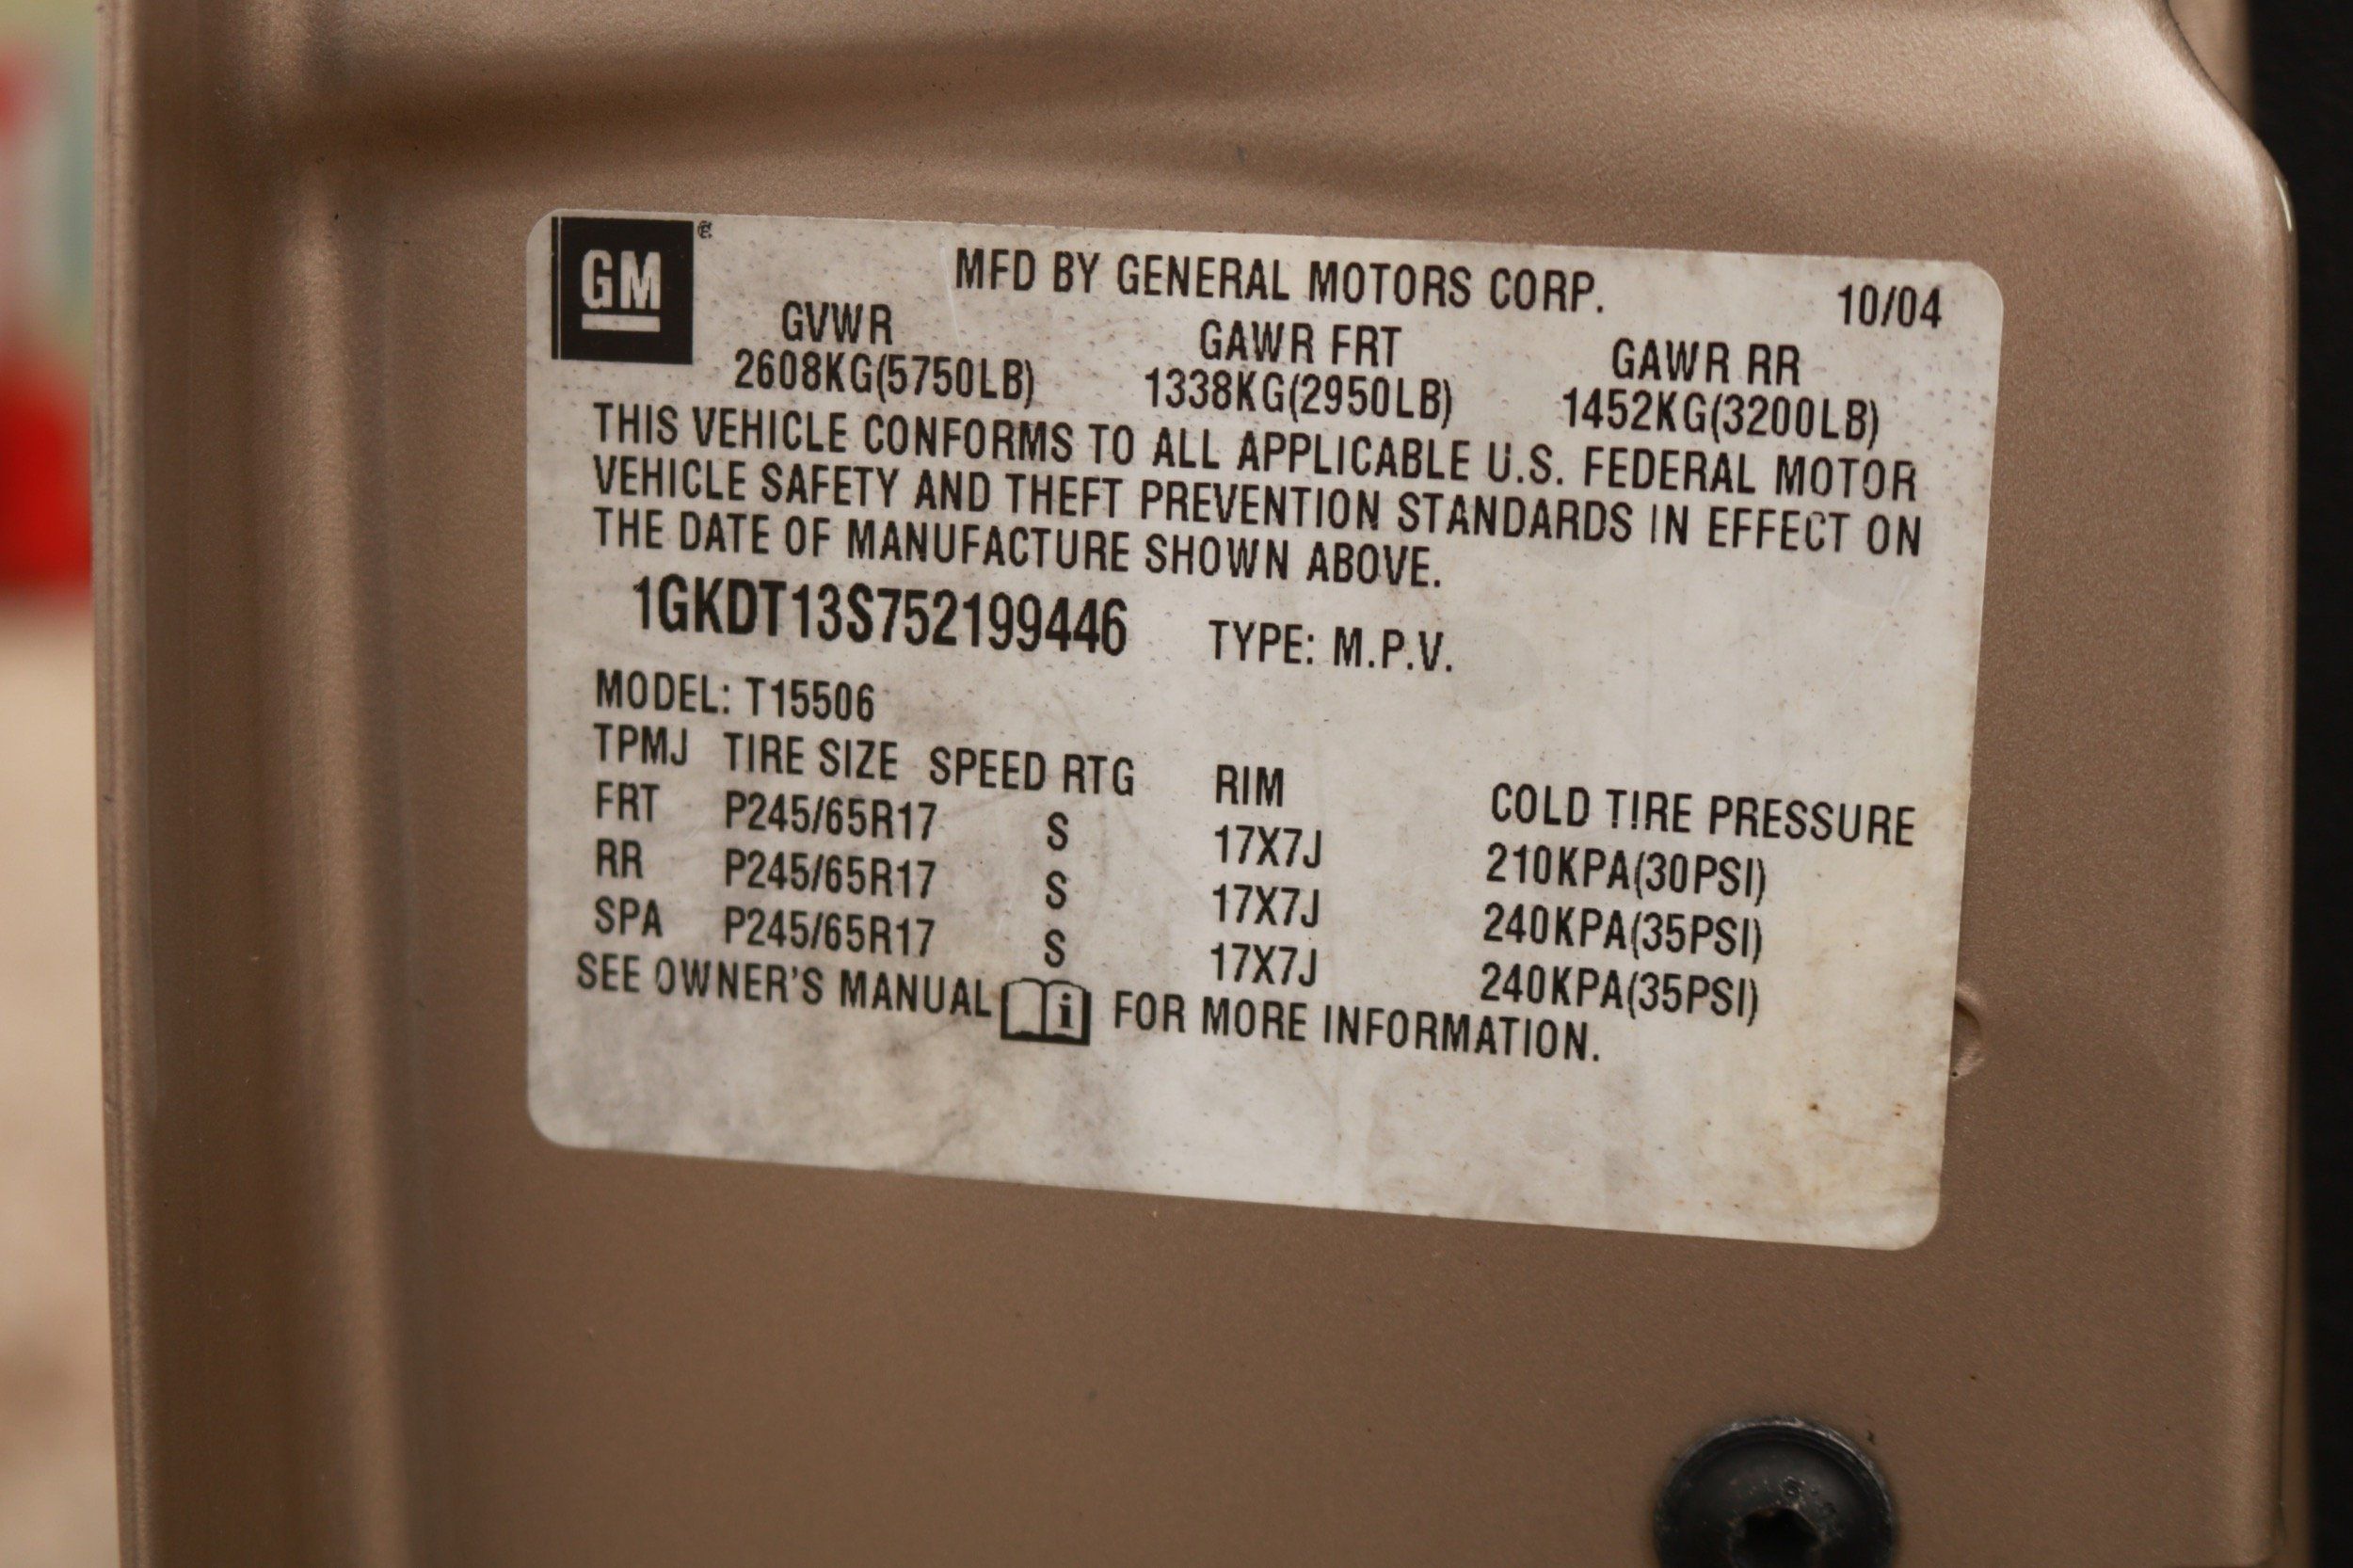 GM
MFD BY GENERAL MOTORS CORP. 10/04
GVWR GAWR FRT GAWR RR
2608KG(5750LB) 1338KG(2950LB) 1452KG(3200LB)
THIS VEHICLE CONFORMS TO ALL APPLICABLE U.S. FEDERAL MOTOR
VEHICLE SAFETY AND THEFT PREVENTION STANDARDS IN EFFECT ON
THE DATE OF MANUFACTURE SHOWN ABOVE.
1GKDT13S752199446 TYPE: M.P.V.
MODEL: T15506
TPMJ TIRE SIZE SPEED RTG RIM COLD TIRE PRESSURE
FRT P245/65R17 S 17X7J 210KPA(30PSI)
RR P245/65R17 S 17X7J 240KPA(35PSI)
SPA P245/65R17 S 17X7J 240KPA(35PSI)
SEE OWNER'S MANUAL i FOR MORE INFORMATION.